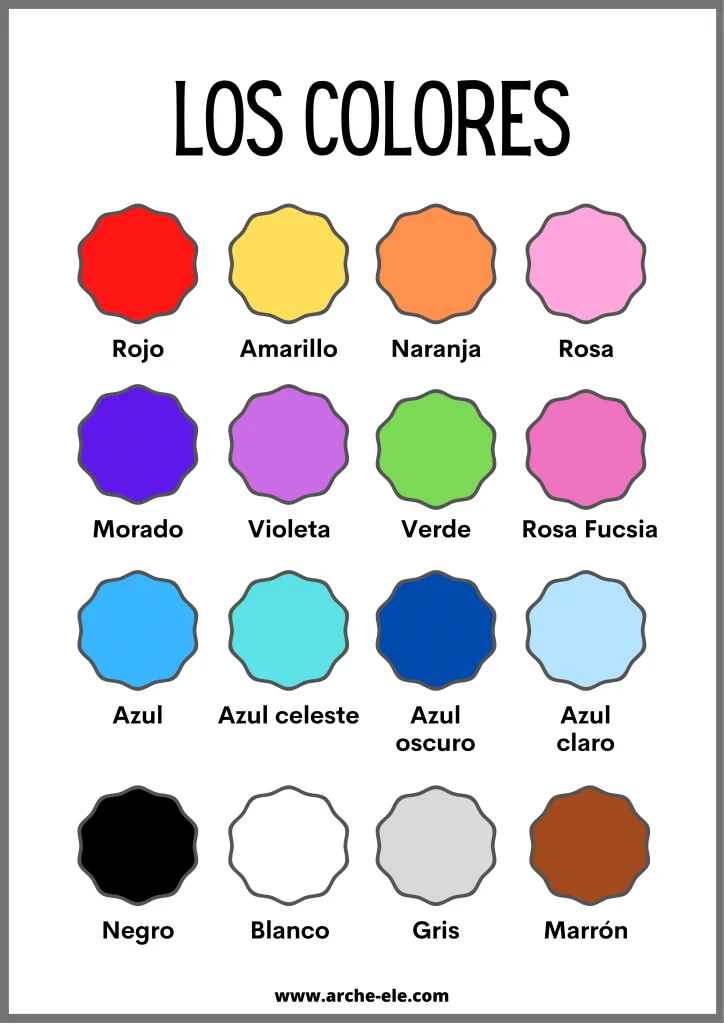 LOS COLORES
Rojo Amarillo Naranja Rosa
Morado Violeta Verde Rosa Fucsia
Azul Azul celeste Azul oscuro Azul claro
Negro Blanco Gris Marrón
www.arche-ele.com